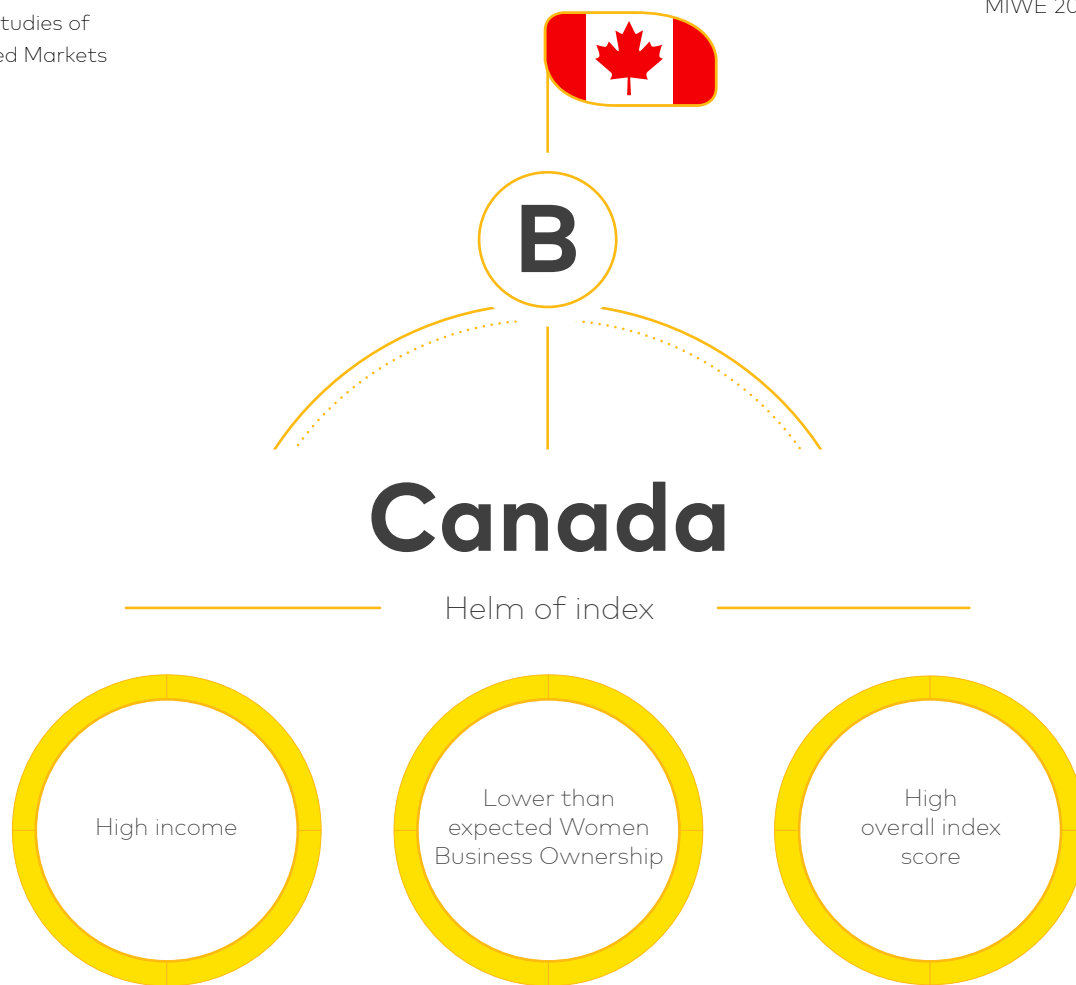 tudies of
ed Markets
MIWE 20
B
Canada
Helm of index
High income
Lower than
expected Women
Business Ownership
High
overall index
score